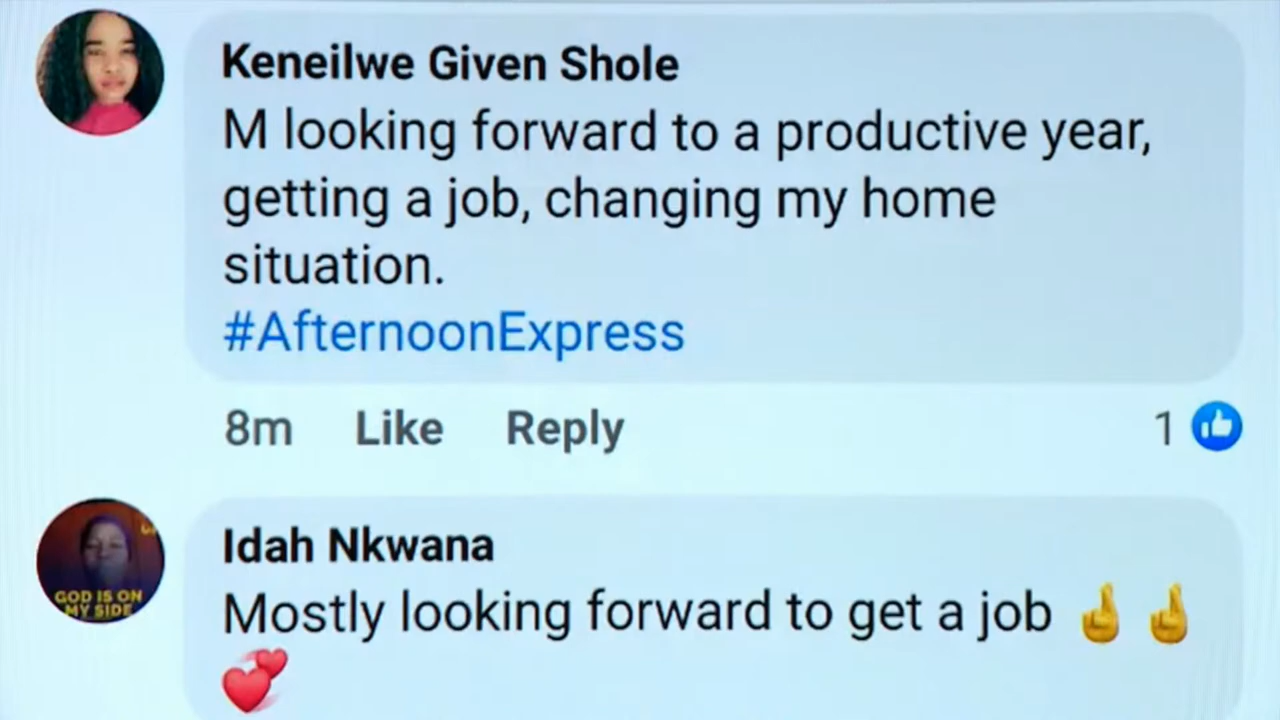 Keneilwe Given Shole
M looking forward to a productive year,
getting a job, changing my home
situation.
#AfternoonExpress
8m Like Reply 1
GOD IS ON
MY SIDE
Idah Nkwana
Mostly looking forward to get a job 🤞🤞
💞